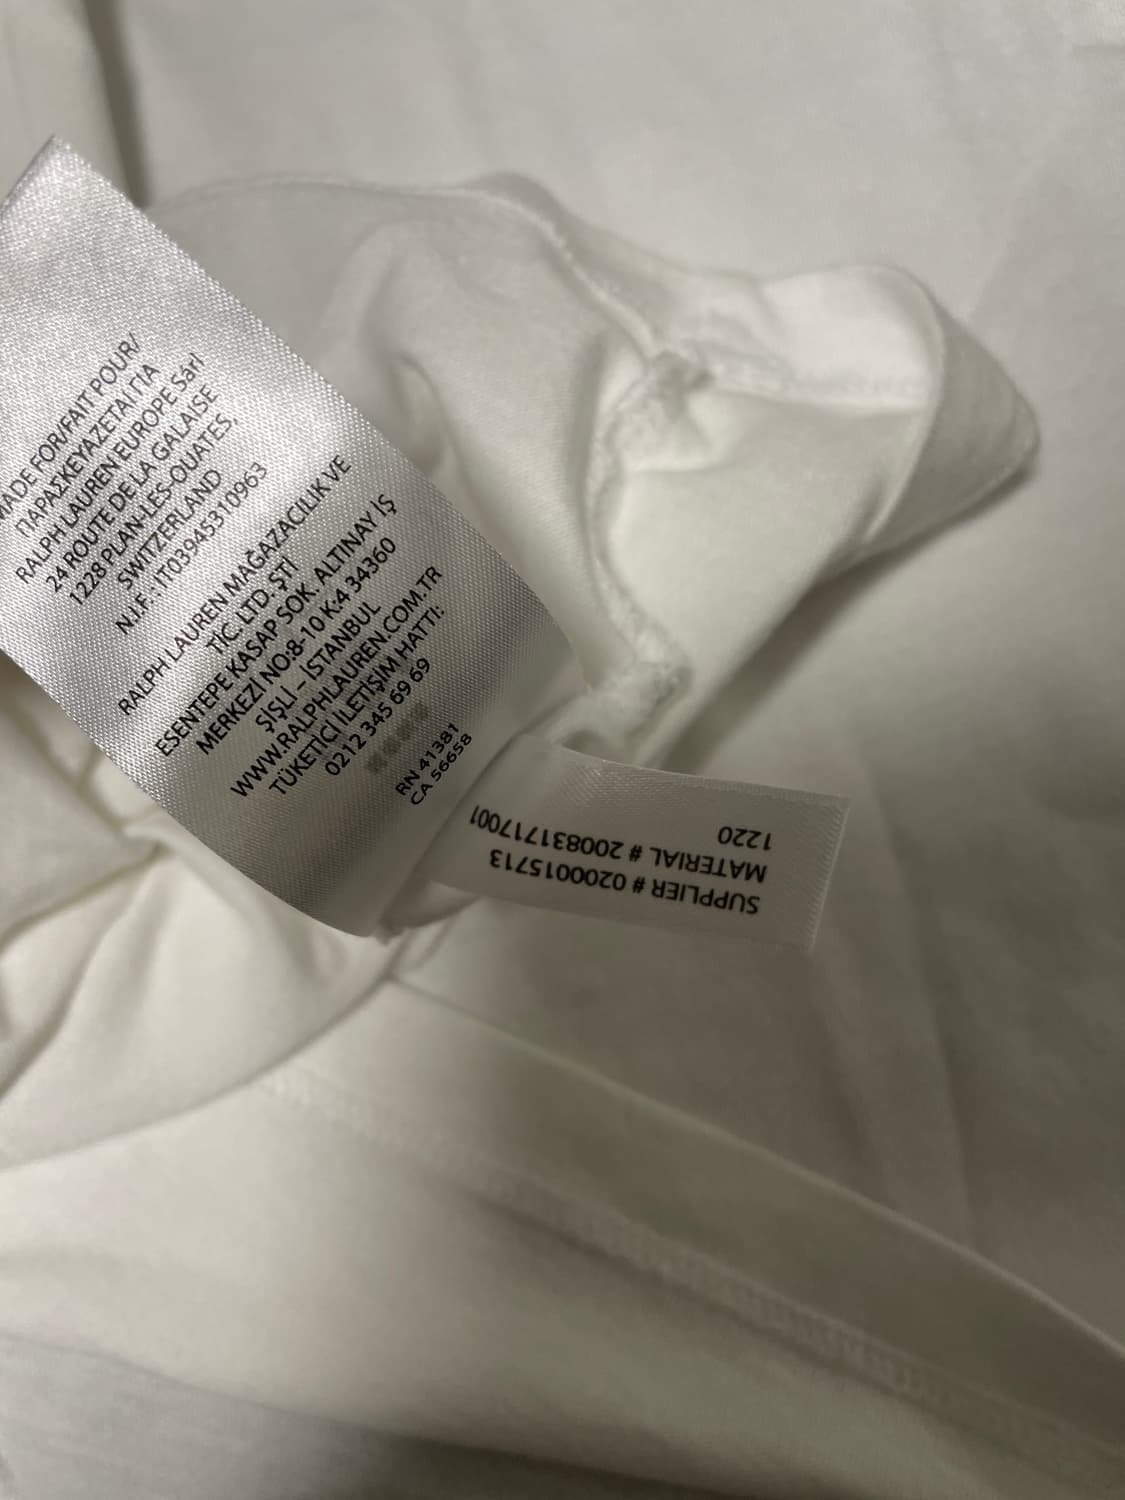 MADE FOR/FAIT POUR/
ΠΑΡΑΣΚΕΥΑΖΕΤΑΙ ΓΙΑ
RALPH LAUREN EUROPE Sàrl
24 ROUTE DE LA GALAISE
1228 PLAN-LES-OUATES
SWITZERLAND
N.I.F.: IT03945310963
RALPH LAUREN MAĞAZACILIK VE
TİC. LTD. ŞTİ
ESENTEPE KASAP SOK. ALTINAY İŞ
MERKEZİ NO:8-10 K:4 34360
ŞİŞLİ – İSTANBUL
WWW.RALPHLAUREN.COM.TR
TÜKETİCİ İLETİŞİM HATTI:
0212 345 69 69
RN 41381
CA 56658
SUPPLIER # 0200015713
MATERIAL # 200831717001
1220